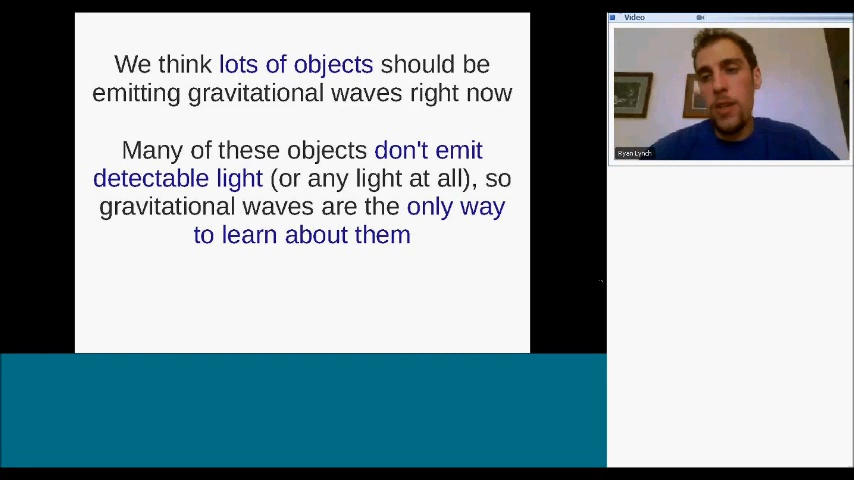 We think lots of objects should be
emitting gravitational waves right now
Many of these objects don't emit
detectable light (or any light at all), so
gravitational waves are the only way
to learn about them
Video
Ryan Lynch